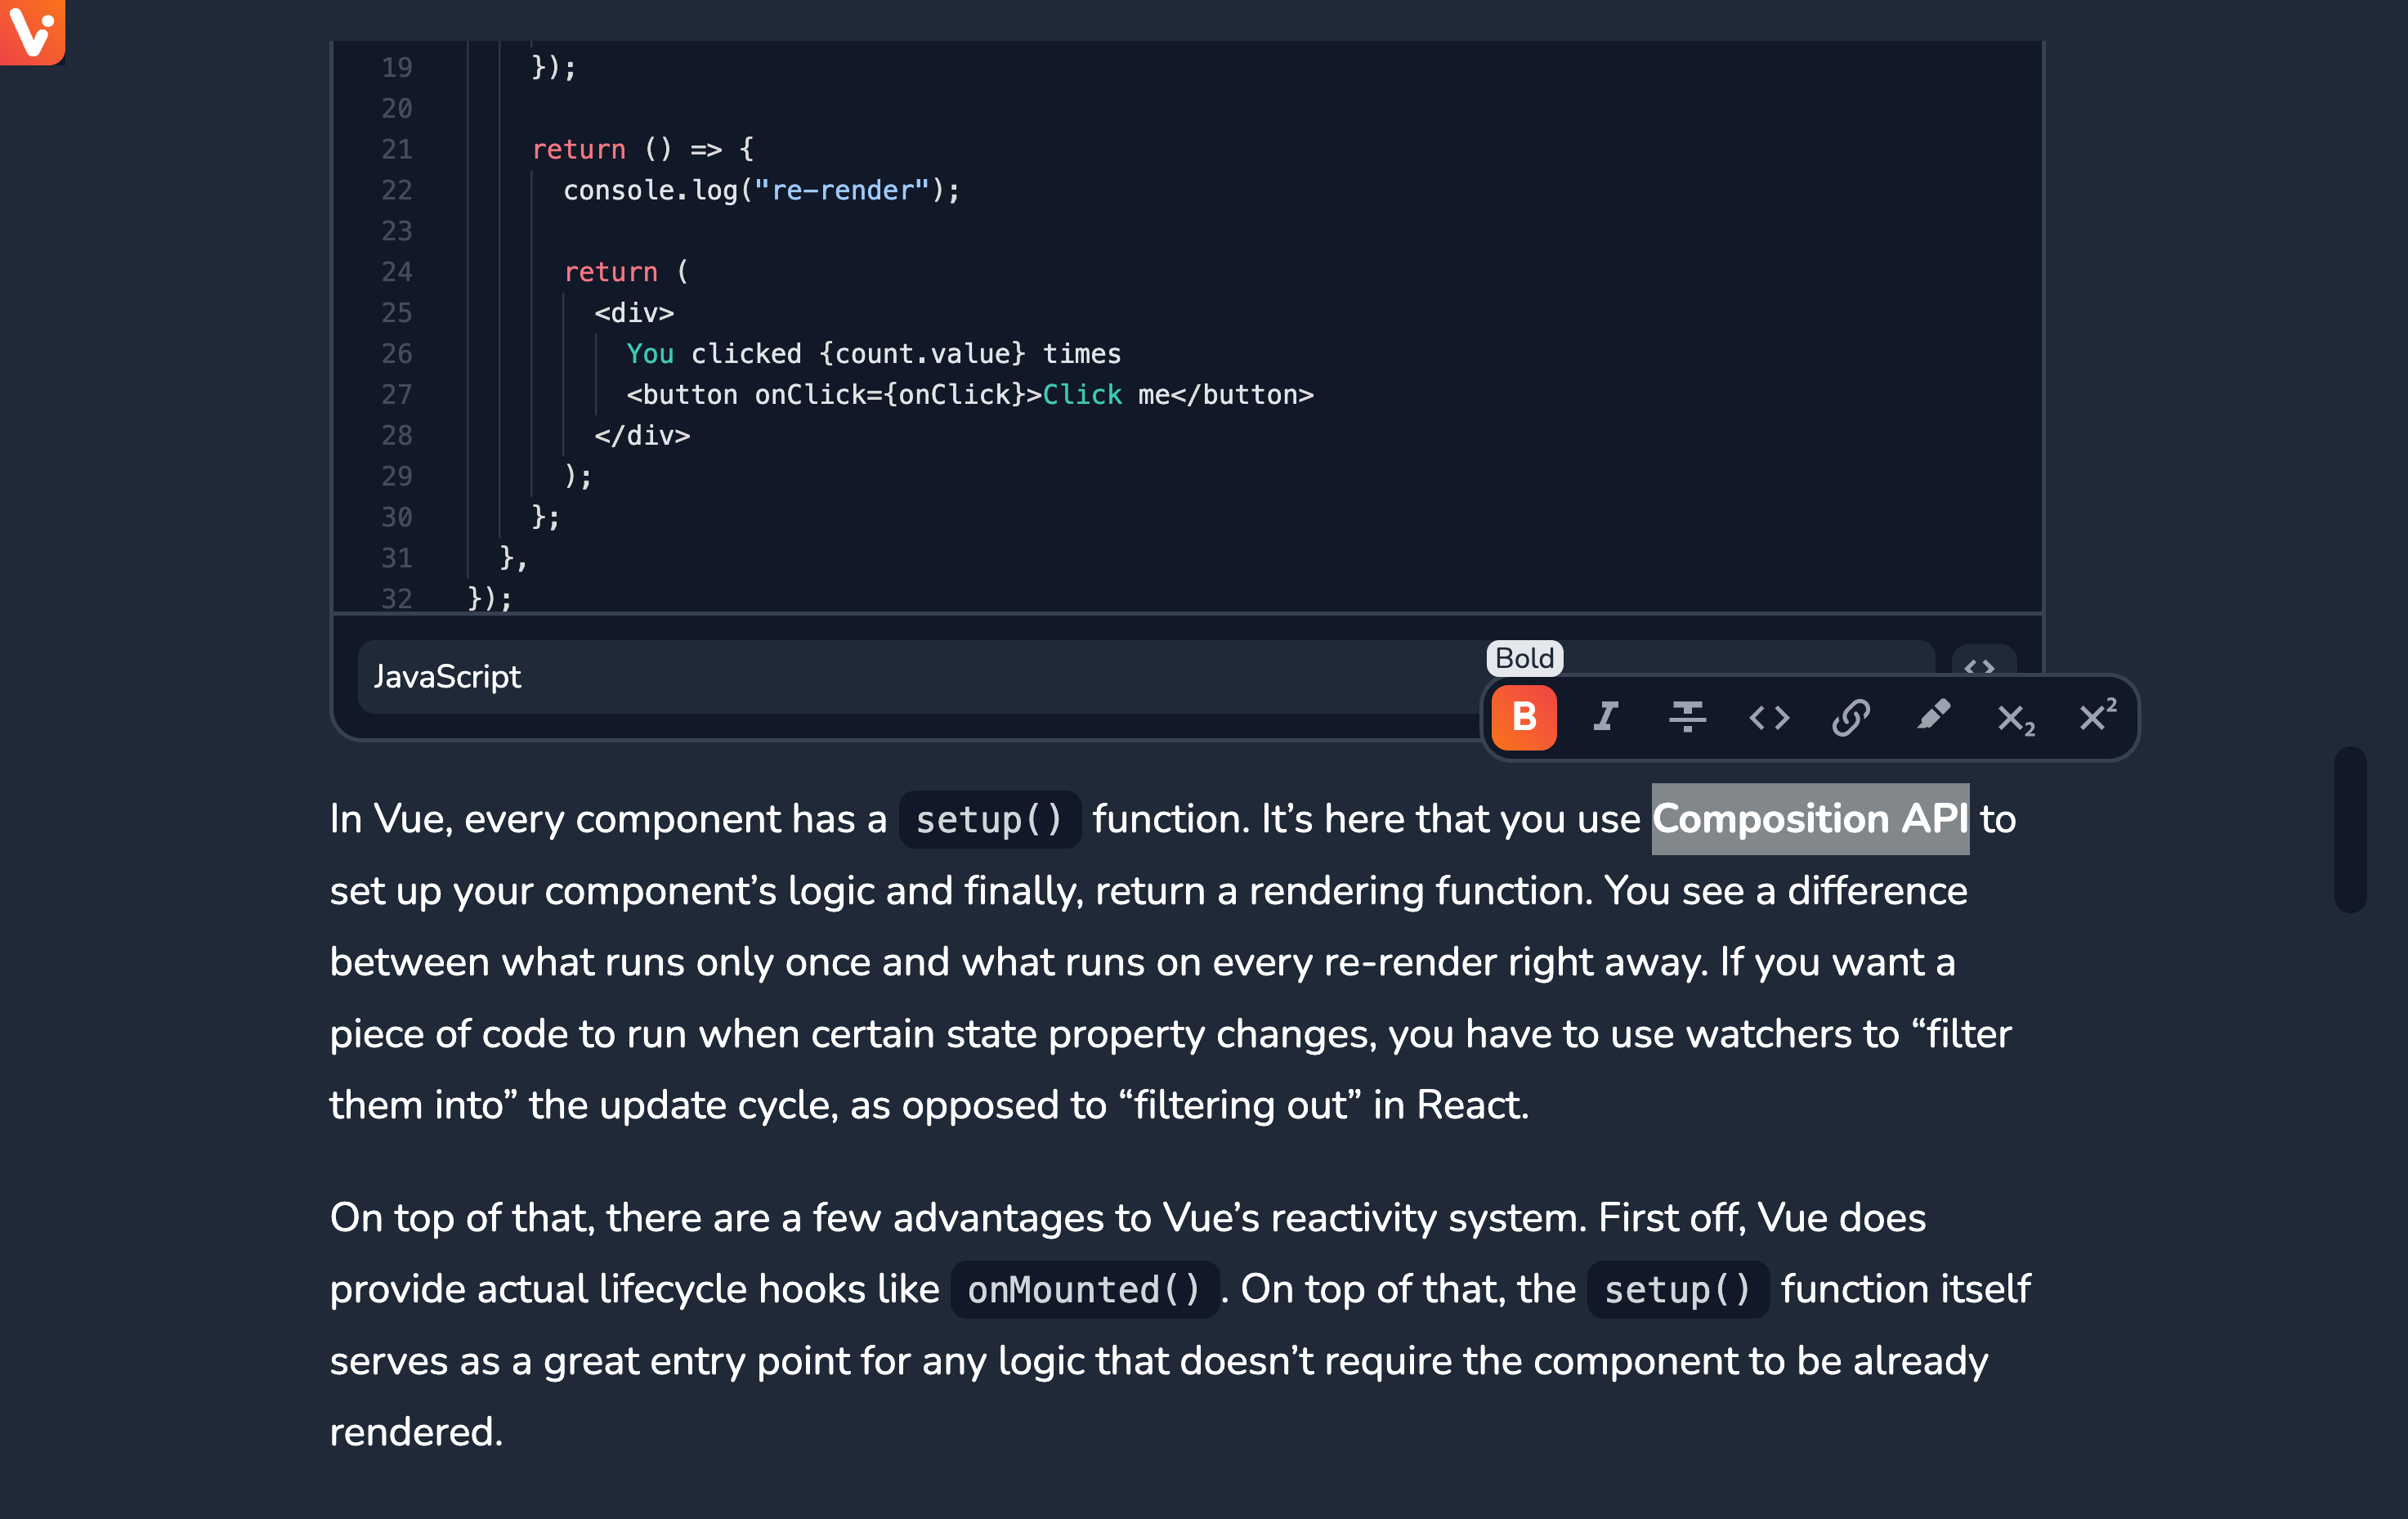 19 });
20
21 return () => {
22 console.log("re-render");
23
24 return (
25 <div>
26 You clicked {count.value} times
27 <button onClick={onClick}>Click me</button>
28 </div>
29 );
30 };
31 },
32 });
JavaScript
Bold
B I T <> X₂ X²
In Vue, every component has a setup() function. It’s here that you use Composition API to
set up your component’s logic and finally, return a rendering function. You see a difference
between what runs only once and what runs on every re-render right away. If you want a
piece of code to run when certain state property changes, you have to use watchers to “filter
them into” the update cycle, as opposed to “filtering out” in React.
On top of that, there are a few advantages to Vue’s reactivity system. First off, Vue does
provide actual lifecycle hooks like onMounted(). On top of that, the setup() function itself
serves as a great entry point for any logic that doesn’t require the component to be already
rendered.